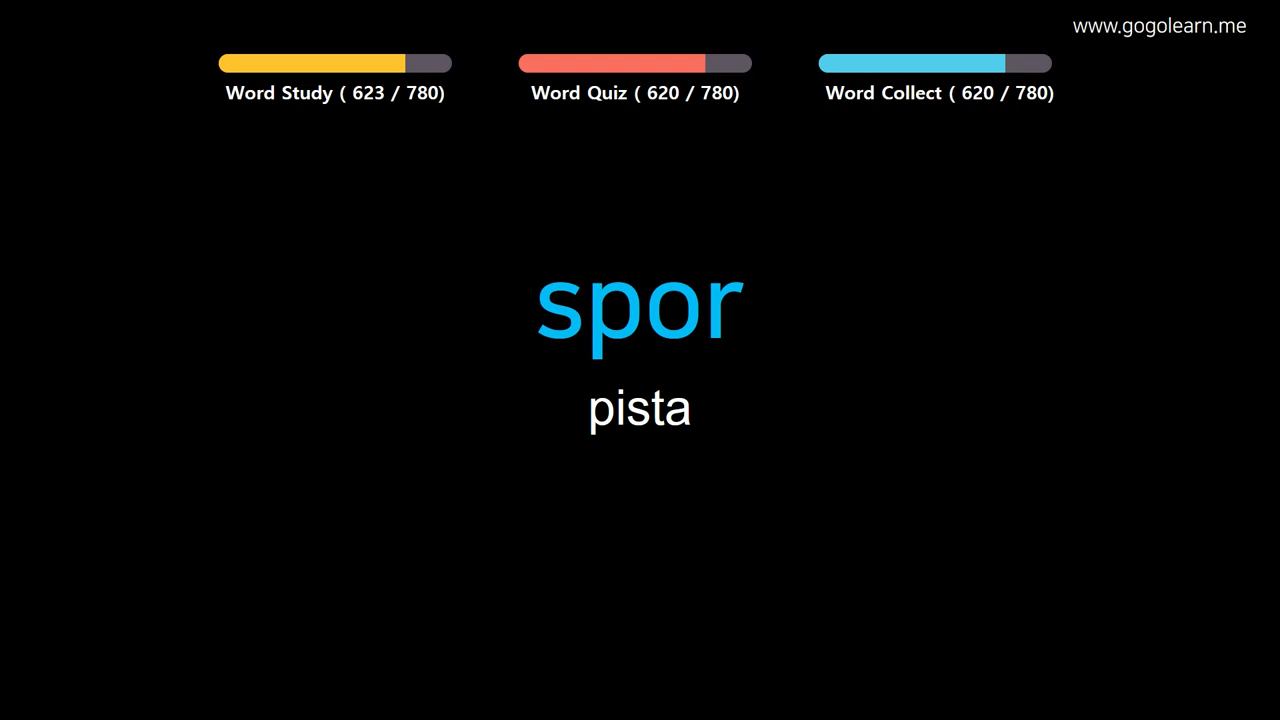 www.gogolearn.me
Word Study ( 623 / 780)
Word Quiz ( 620 / 780)
Word Collect ( 620 / 780)
spor
pista